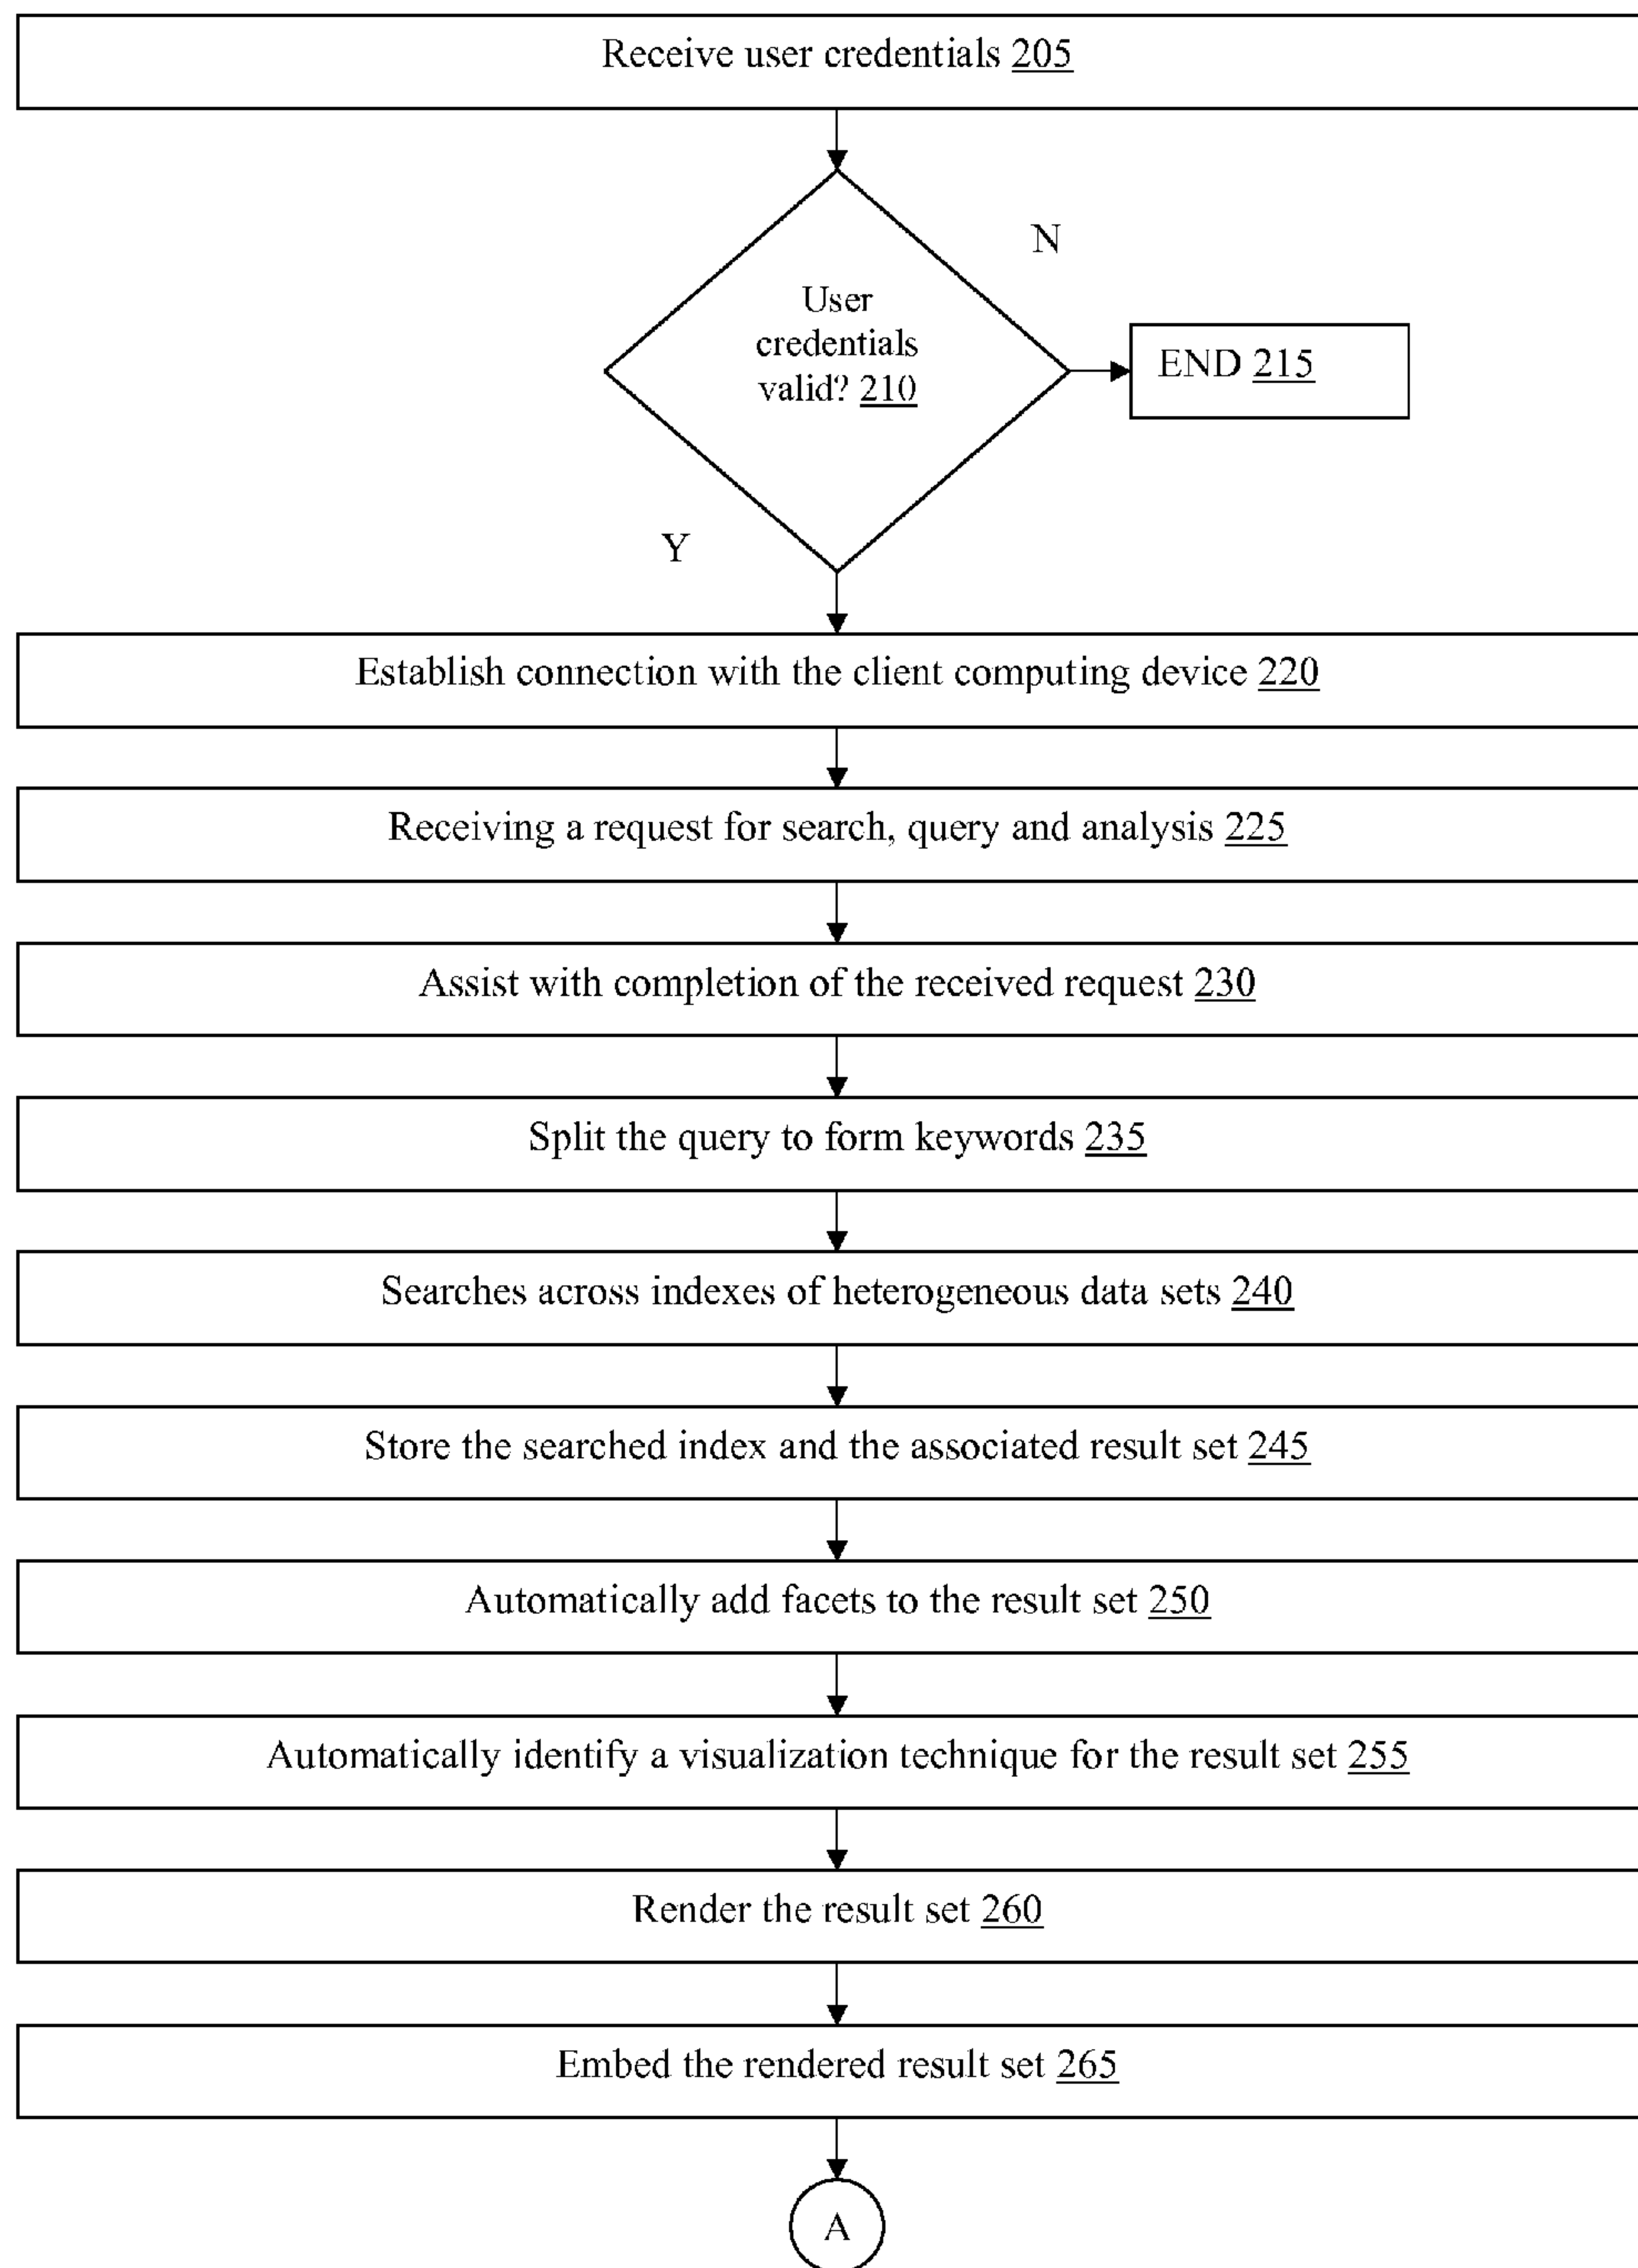 Receive user credentials 205
N
User
credentials
valid? 210
END 215
Y
Establish connection with the client computing device 220
Receiving a request for search, query and analysis 225
Assist with completion of the received request 230
Split the query to form keywords 235
Searches across indexes of heterogeneous data sets 240
Store the searched index and the associated result set 245
Automatically add facets to the result set 250
Automatically identify a visualization technique for the result set 255
Render the result set 260
Embed the rendered result set 265
A